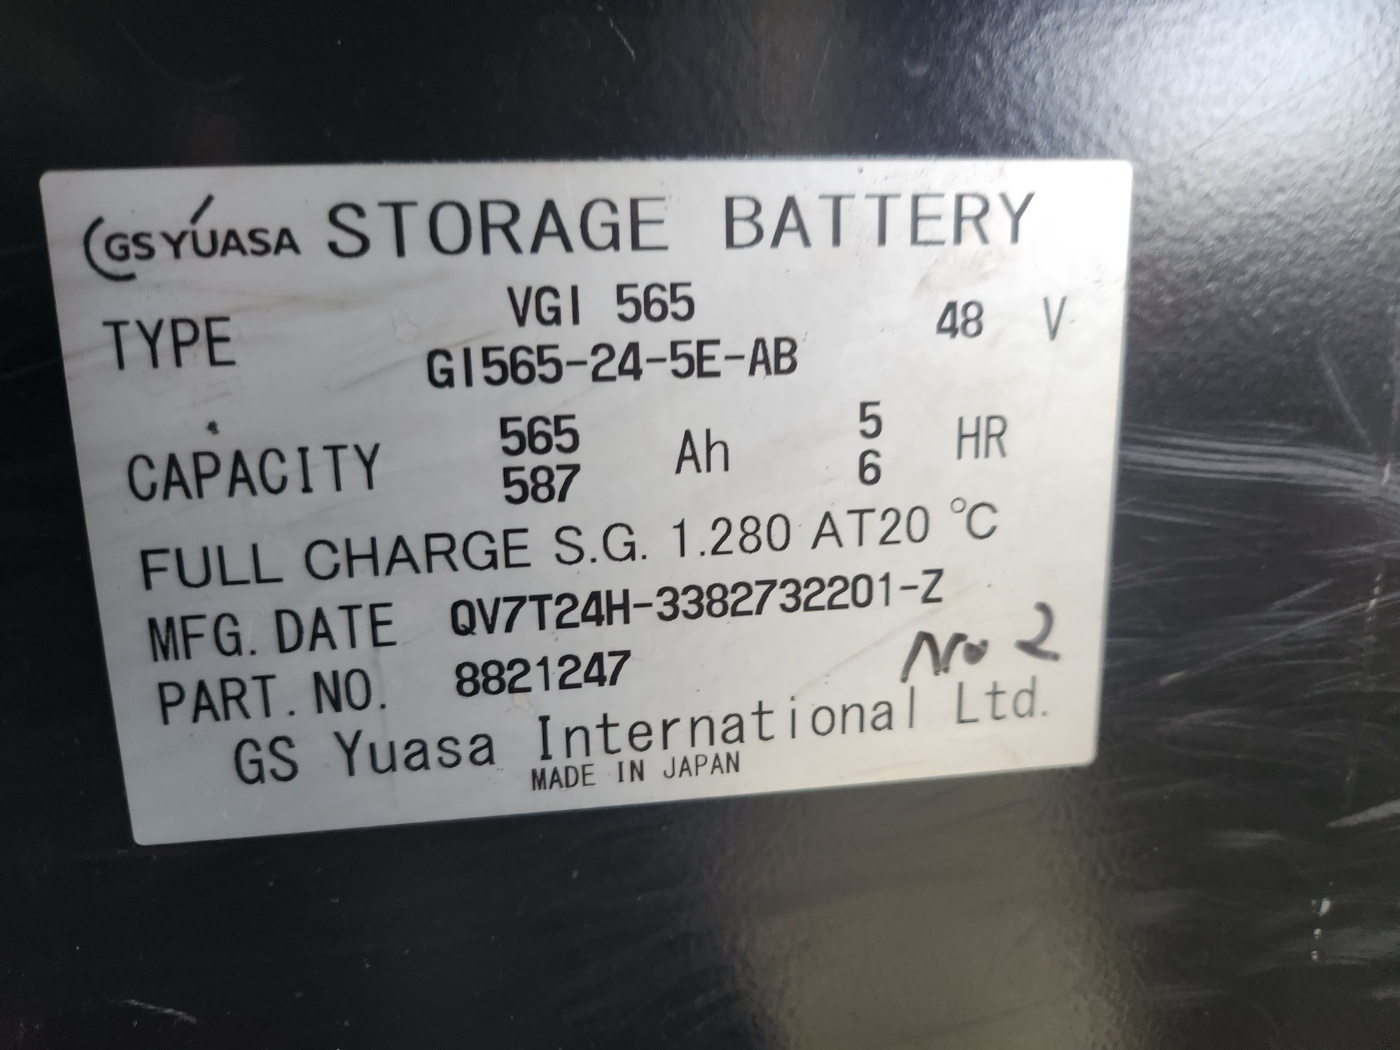 GS YUASA STORAGE BATTERY
TYPE VGI 565 48 V
GI565-24-5E-AB
CAPACITY 565 Ah 5 HR
587 6
FULL CHARGE S.G. 1.280 AT20 ℃
MFG. DATE QV7T24H-3382732201-Z
PART. NO. 8821247
No 2
GS Yuasa International Ltd.
MADE IN JAPAN